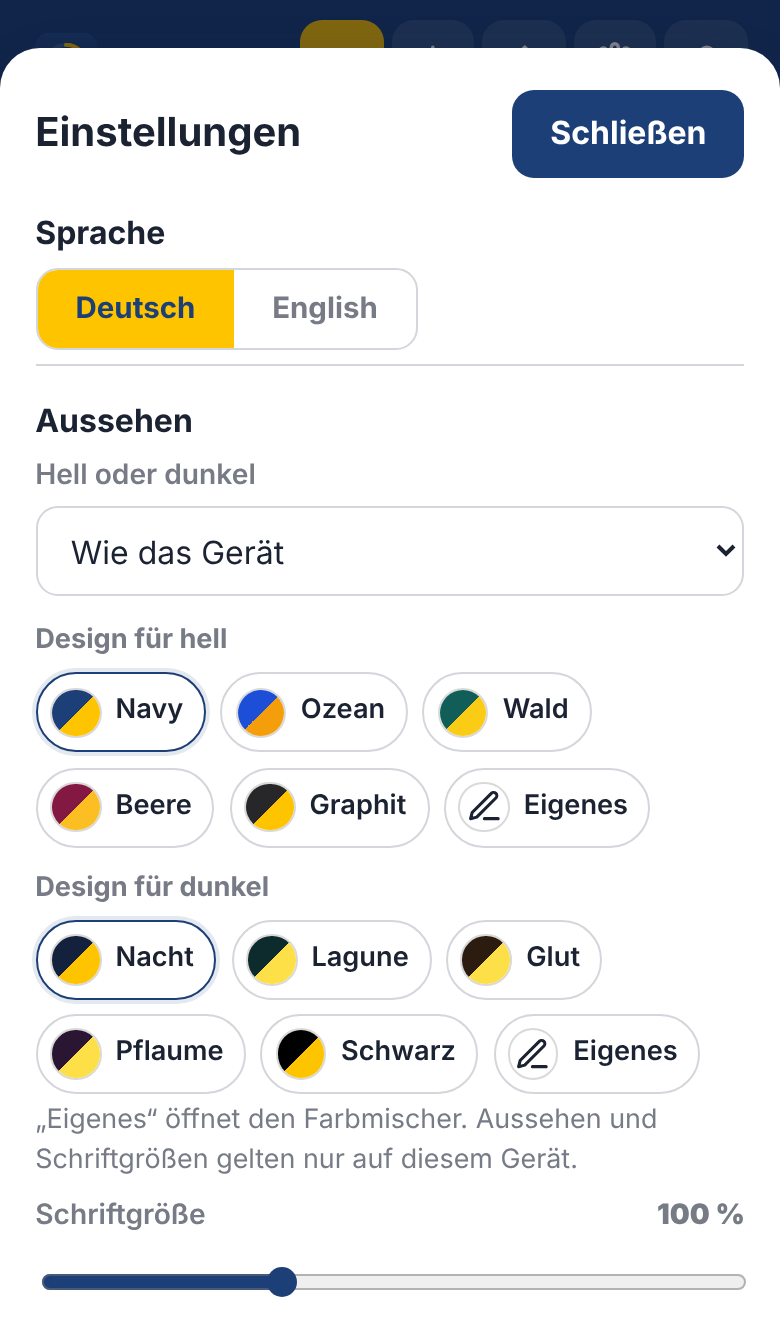 Einstellungen
Schließen
Sprache
Deutsch English
Aussehen
Hell oder dunkel
Wie das Gerät
Design für hell
Navy Ozean Wald
Beere Graphit Eigenes
Design für dunkel
Nacht Lagune Glut
Pflaume Schwarz Eigenes
„Eigenes“ öffnet den Farbmischer. Aussehen und
Schriftgrößen gelten nur auf diesem Gerät.
Schriftgröße 100 %